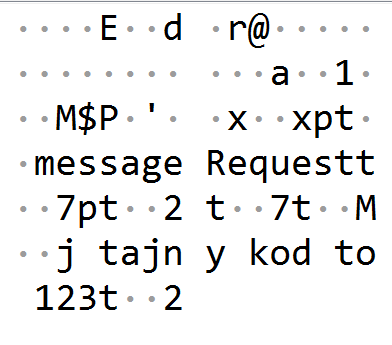 ····E··d ·r@·····
········ ···a··1·
··M$P·'· ·x··xpt·
·message Requestt
··7pt··2 t··7t··M
··j tajn y kod to
123t··2